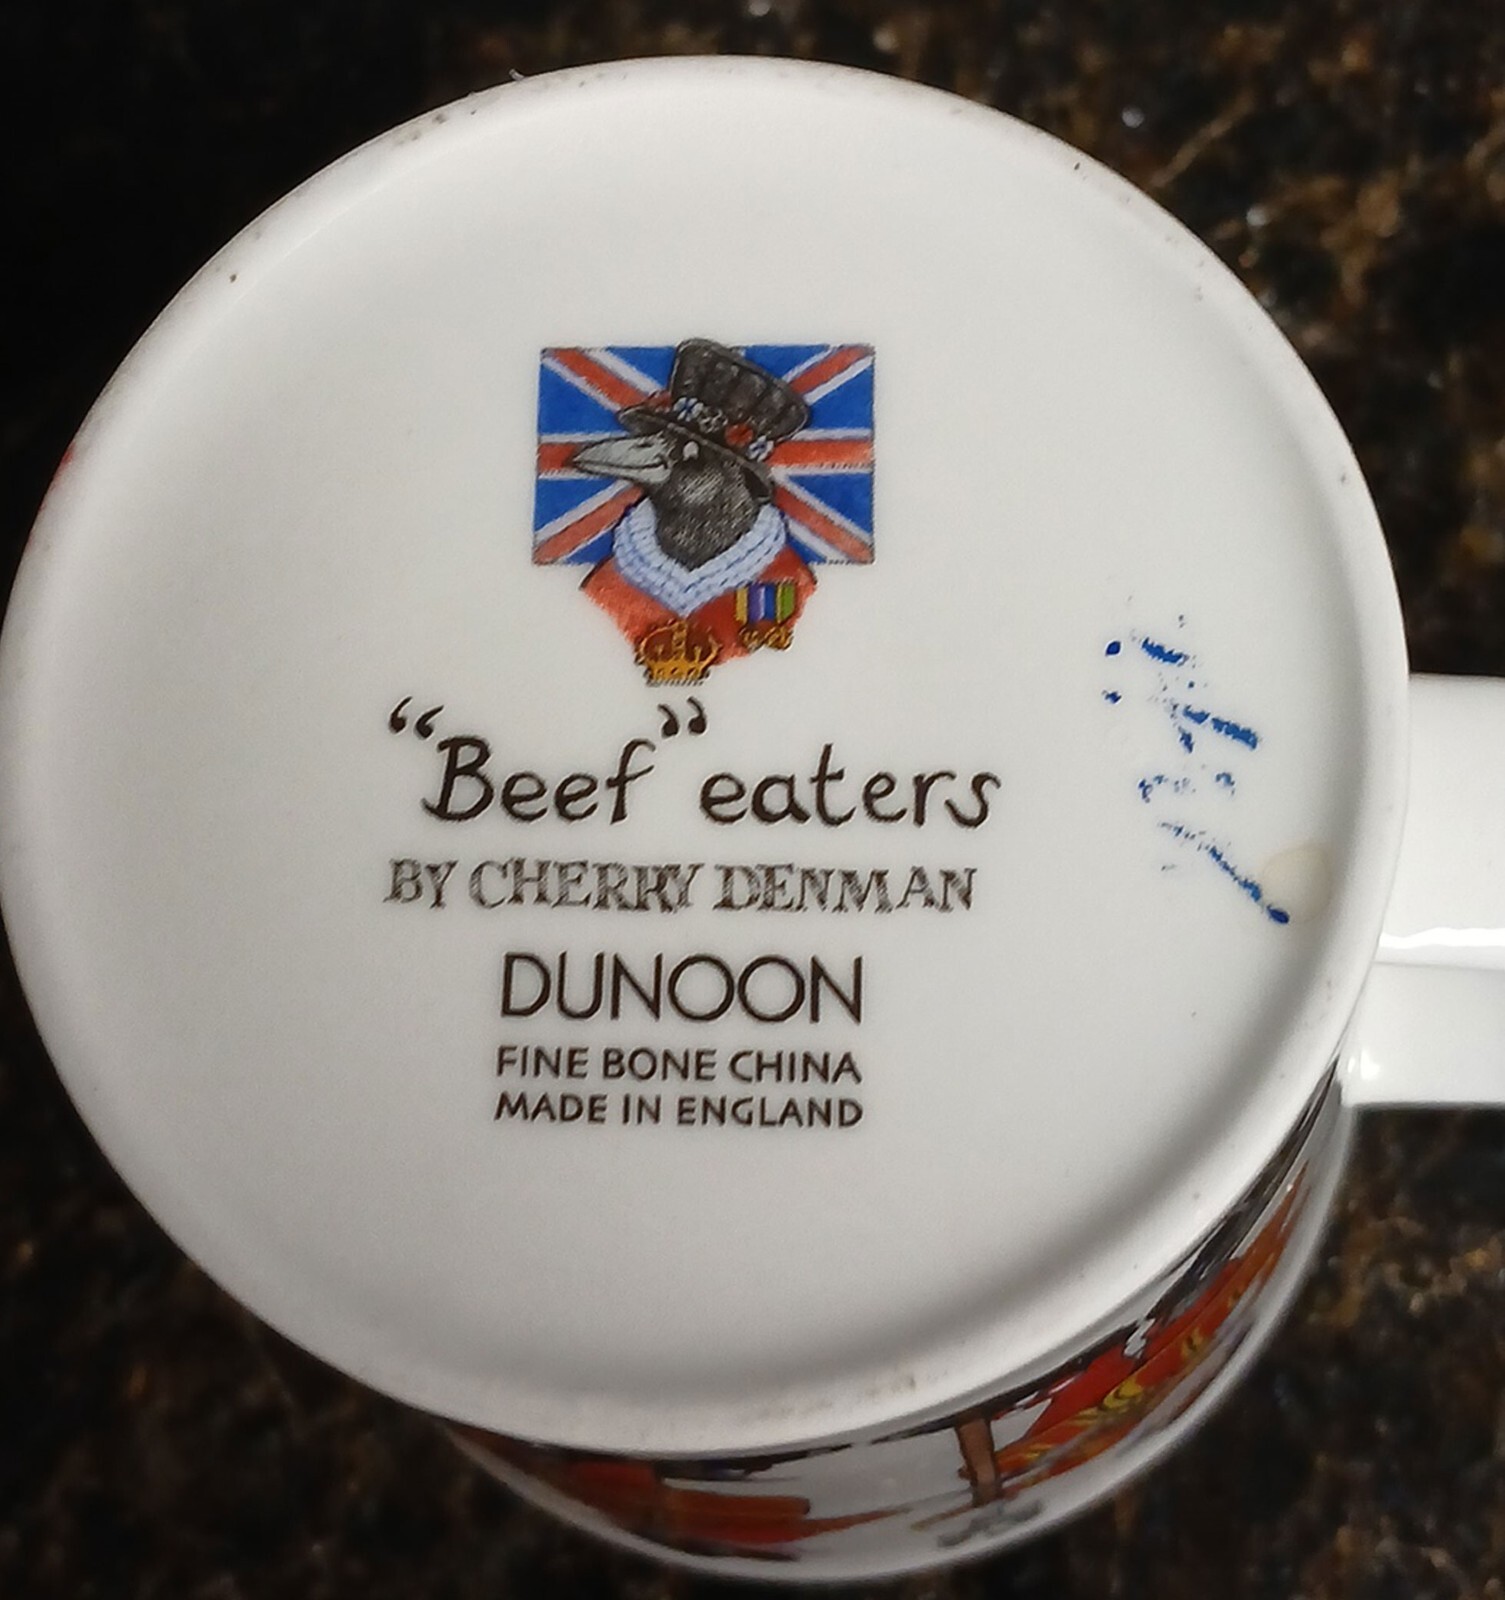 “Beef” eaters
BY CHERRY DENMAN
DUNOON
FINE BONE CHINA
MADE IN ENGLAND